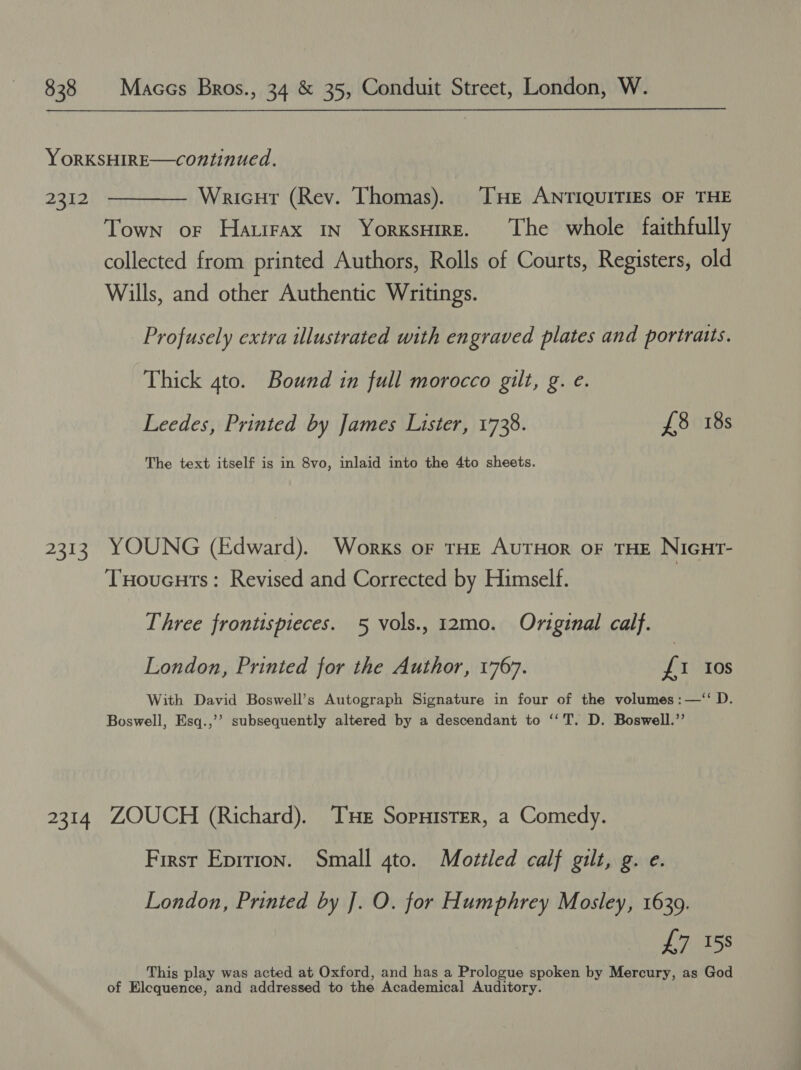 838 Maggs Bros., 34 & 35, Conduit Street, London, W.
Yorkshire—continued.
2312 ——— Wright (Rev. Thomas). The Antiquities of the
Town of Halifax in Yorkshire. The whole faithfully
collected from printed Authors, Rolls of Courts, Registers, old
Wills, and other Authentic Writings.
Profusely extra illustrated with engraved plates and portraits.
Thick 4to. Bound in full morocco gilt, g. e.
Leedes, Printed by James Lister, 1738. £8 18s
The text itself is in 8vo, inlaid into the 4to sheets.
2313 YOUNG (Edward). Works of the Author of the Night-
Thoughts: Revised and Corrected by Himself.
Three frontispieces. 5 vols., 12mo. Original calf.
London, Printed for the Author, 1767. £1 10s
With David Boswell's Autograph Signature in four of the volumes:—‘‘ D.
Boswell, Esq.,’’ subsequently altered by a descendant to ‘‘ T. D. Boswell.’’
2314 ZOUCH (Richard). The Sophister, a Comedy.
First Edition. Small 4to. Mottled calf gilt, g. e.
London, Printed by J. O. for Humphrey Mosley, 1639.
£7 15s
This play was acted at Oxford, and has a Prologue spoken by Mercury, as God
of Elcquence, and addressed to the Academical Auditory.